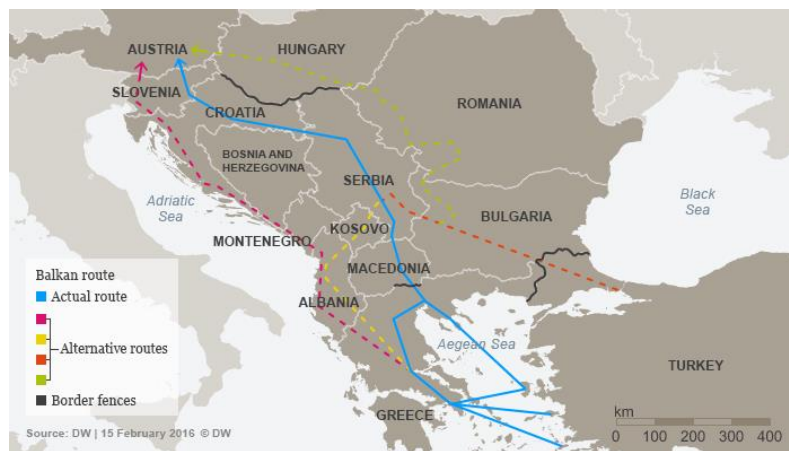 AUSTRIA
HUNGARY
SLOVENIA
CROATIA
ROMANIA
BOSNIA AND
HERZEGOVINA
SERBIA
Adriatic
Sea
Black
Sea
BULGARIA
KOSOVO
MONTENEGRO
MACEDONIA
Balkan route
Actual route
ALBANIA
Alternative routes
Aegean Sea
TURKEY
Border fences
GREECE
km
0 100 200 300 400
Source: DW | 15 February 2016 © DW